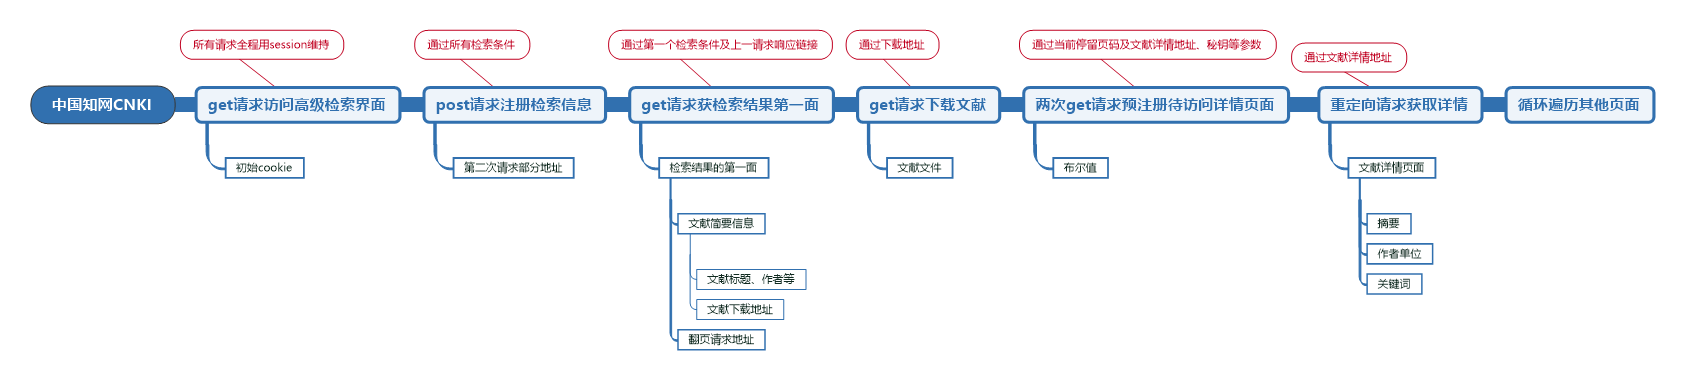 所有请求全程用session维持
通过所有检索条件
通过第一个检索条件及上一请求响应链接
通过下载地址
通过当前停留页码及文献详情地址、秘钥等参数
通过文献详情地址
中国知网CNKI
get请求访问高级检索界面
post请求注册检索信息
get请求获检索结果第一面
get请求下载文献
两次get请求预注册待访问详情页面
重定向请求获取详情
循环遍历其他页面
初始cookie
第二次请求部分地址
检索结果的第一面
文献文件
布尔值
文献详情页面
文献简要信息
摘要
作者单位
文献标题、作者等
关键词
文献下载地址
翻页请求地址